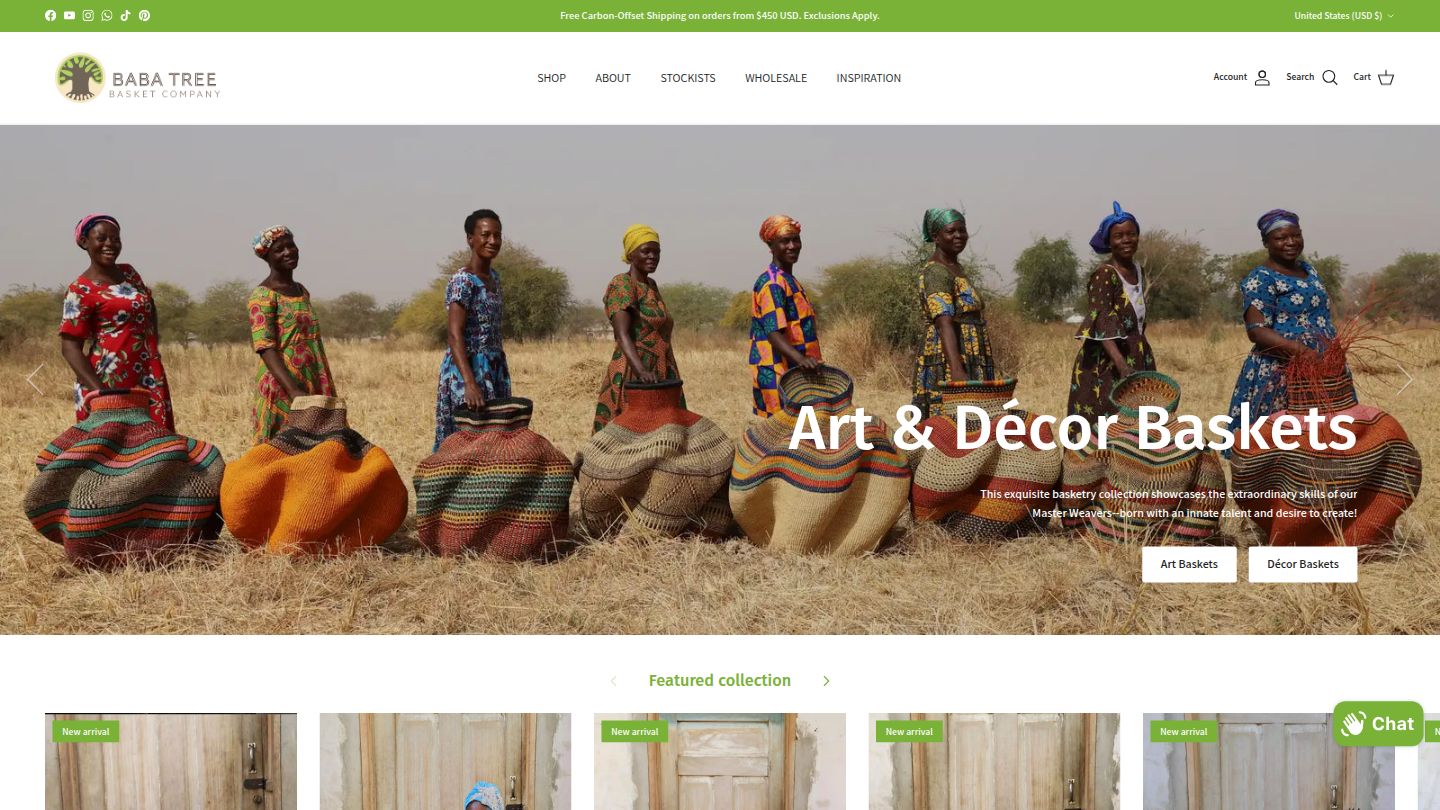 Free Carbon-Offset Shipping on orders from $450 USD. Exclusions Apply.
United States (USD $)
BABA TREE
BASKET COMPANY
SHOP
ABOUT
STOCKISTS
WHOLESALE
INSPIRATION
Account
Search
Cart
Art & Décor Baskets
This exquisite basketry collection showcases the extraordinary skills of our
Master Weavers--born with an innate talent and desire to create!
Art Baskets
Décor Baskets
Featured collection
New arrival
New arrival
New arrival
New arrival
Chat